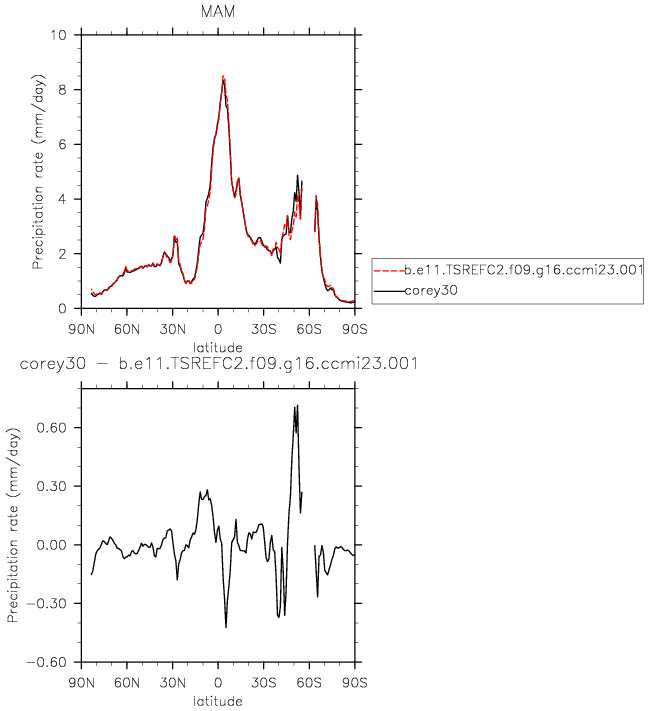 MAM
Precipitation rate (mm/day)
10
8
6
4
2
0
90N 60N 30N 0 30S 60S 90S
latitude
b.e11.TSREFC2.f09.g16.ccmi23.001
corey30
corey30 − b.e11.TSREFC2.f09.g16.ccmi23.001
Precipitation rate (mm/day)
0.60
0.30
0.00
−0.30
−0.60
90N 60N 30N 0 30S 60S 90S
latitude